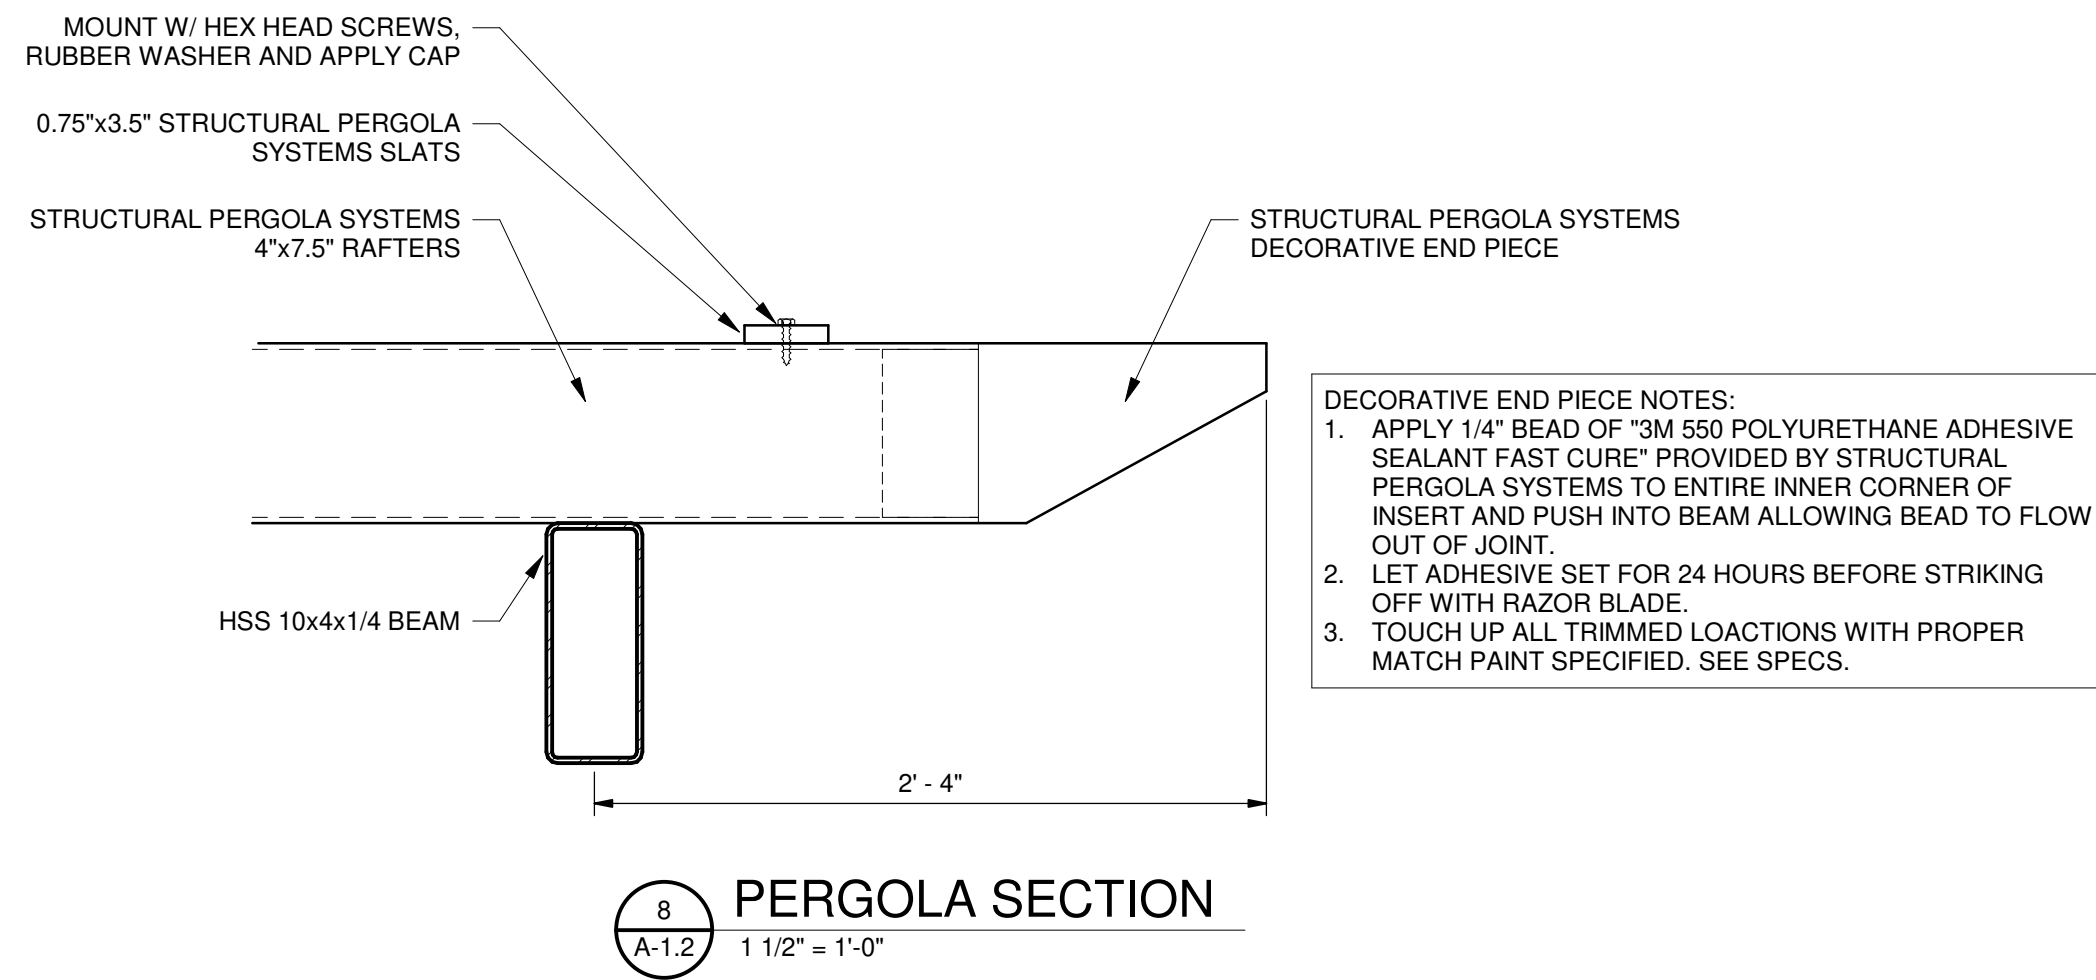 MOUNT W/ HEX HEAD SCREWS,
RUBBER WASHER AND APPLY CAP
0.75"x3.5" STRUCTURAL PERGOLA
SYSTEMS SLATS
STRUCTURAL PERGOLA SYSTEMS
4"x7.5" RAFTERS
STRUCTURAL PERGOLA SYSTEMS
DECORATIVE END PIECE
DECORATIVE END PIECE NOTES:
1. APPLY 1/4" BEAD OF "3M 550 POLYURETHANE ADHESIVE
SEALANT FAST CURE" PROVIDED BY STRUCTURAL
PERGOLA SYSTEMS TO ENTIRE INNER CORNER OF
INSERT AND PUSH INTO BEAM ALLOWING BEAD TO FLOW
OUT OF JOINT.
2. LET ADHESIVE SET FOR 24 HOURS BEFORE STRIKING
OFF WITH RAZOR BLADE.
3. TOUCH UP ALL TRIMMED LOACTIONS WITH PROPER
MATCH PAINT SPECIFIED. SEE SPECS.
HSS 10x4x1/4 BEAM
2' - 4"
8
A-1.2
PERGOLA SECTION
1 1/2" = 1'-0"